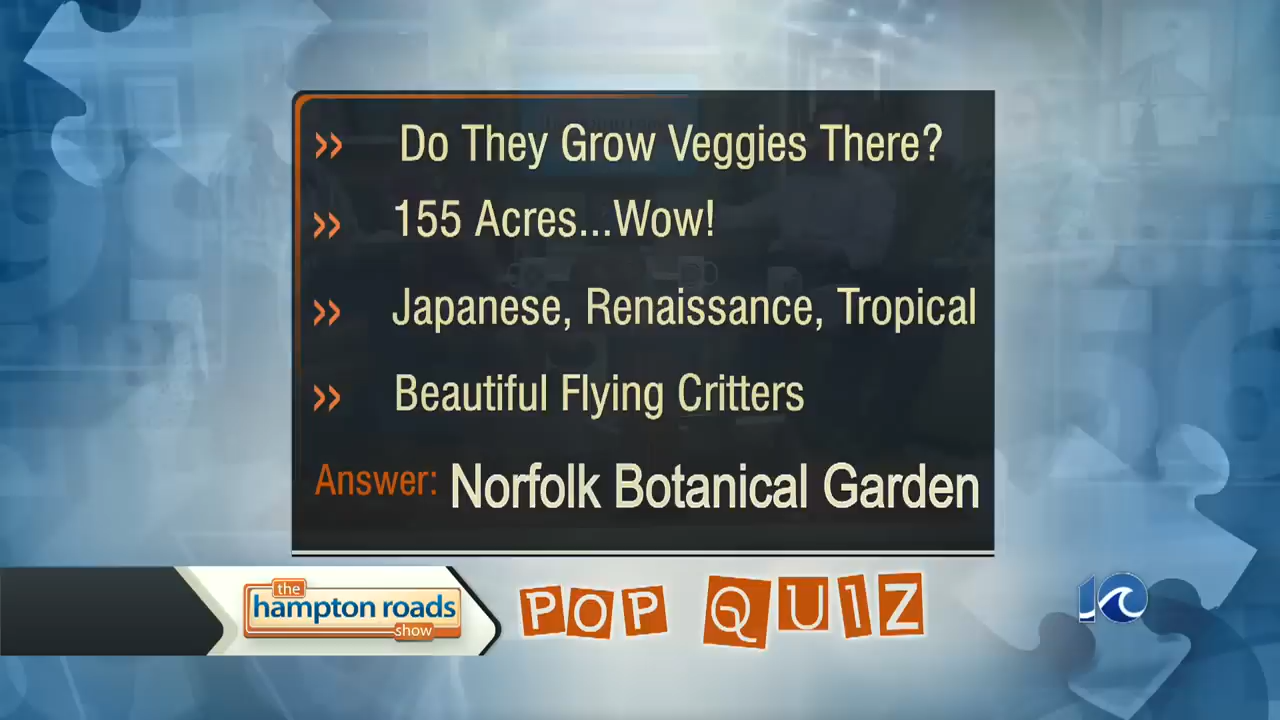 >> Do They Grow Veggies There?
>> 155 Acres...Wow!
>> Japanese, Renaissance, Tropical
>> Beautiful Flying Critters
Answer: Norfolk Botanical Garden
the
hampton roads
show
POP QUIZ
10